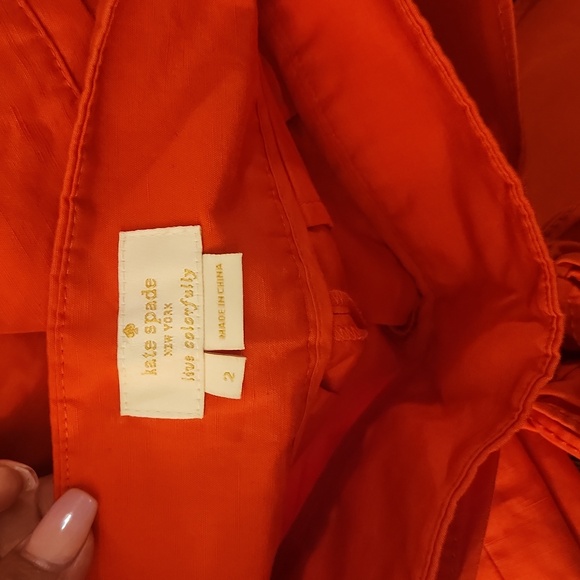 kate spade
NEW YORK
live colorfully
MADE IN CHINA
2